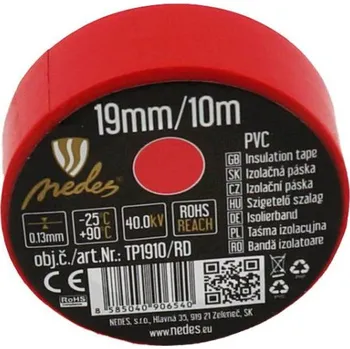 19mm/10m
nedes
PVC
GB Insulation tape
SK Izolačná páska
CZ Izolační páska
HU Szigetelő szalag
DE Isolierband
PL Taśma izolacyjna
RO Bandă izolatoare
0.13mm
-25°C
+90°C
40.0kV
ROHS
REACH
obj.č./art.Nr.: TP1910/RD
RoHS
8 585040 906540
NEDES, s.r.o., Hlavná 35, 919 21 Zeleneč, SK
www.nedes.eu